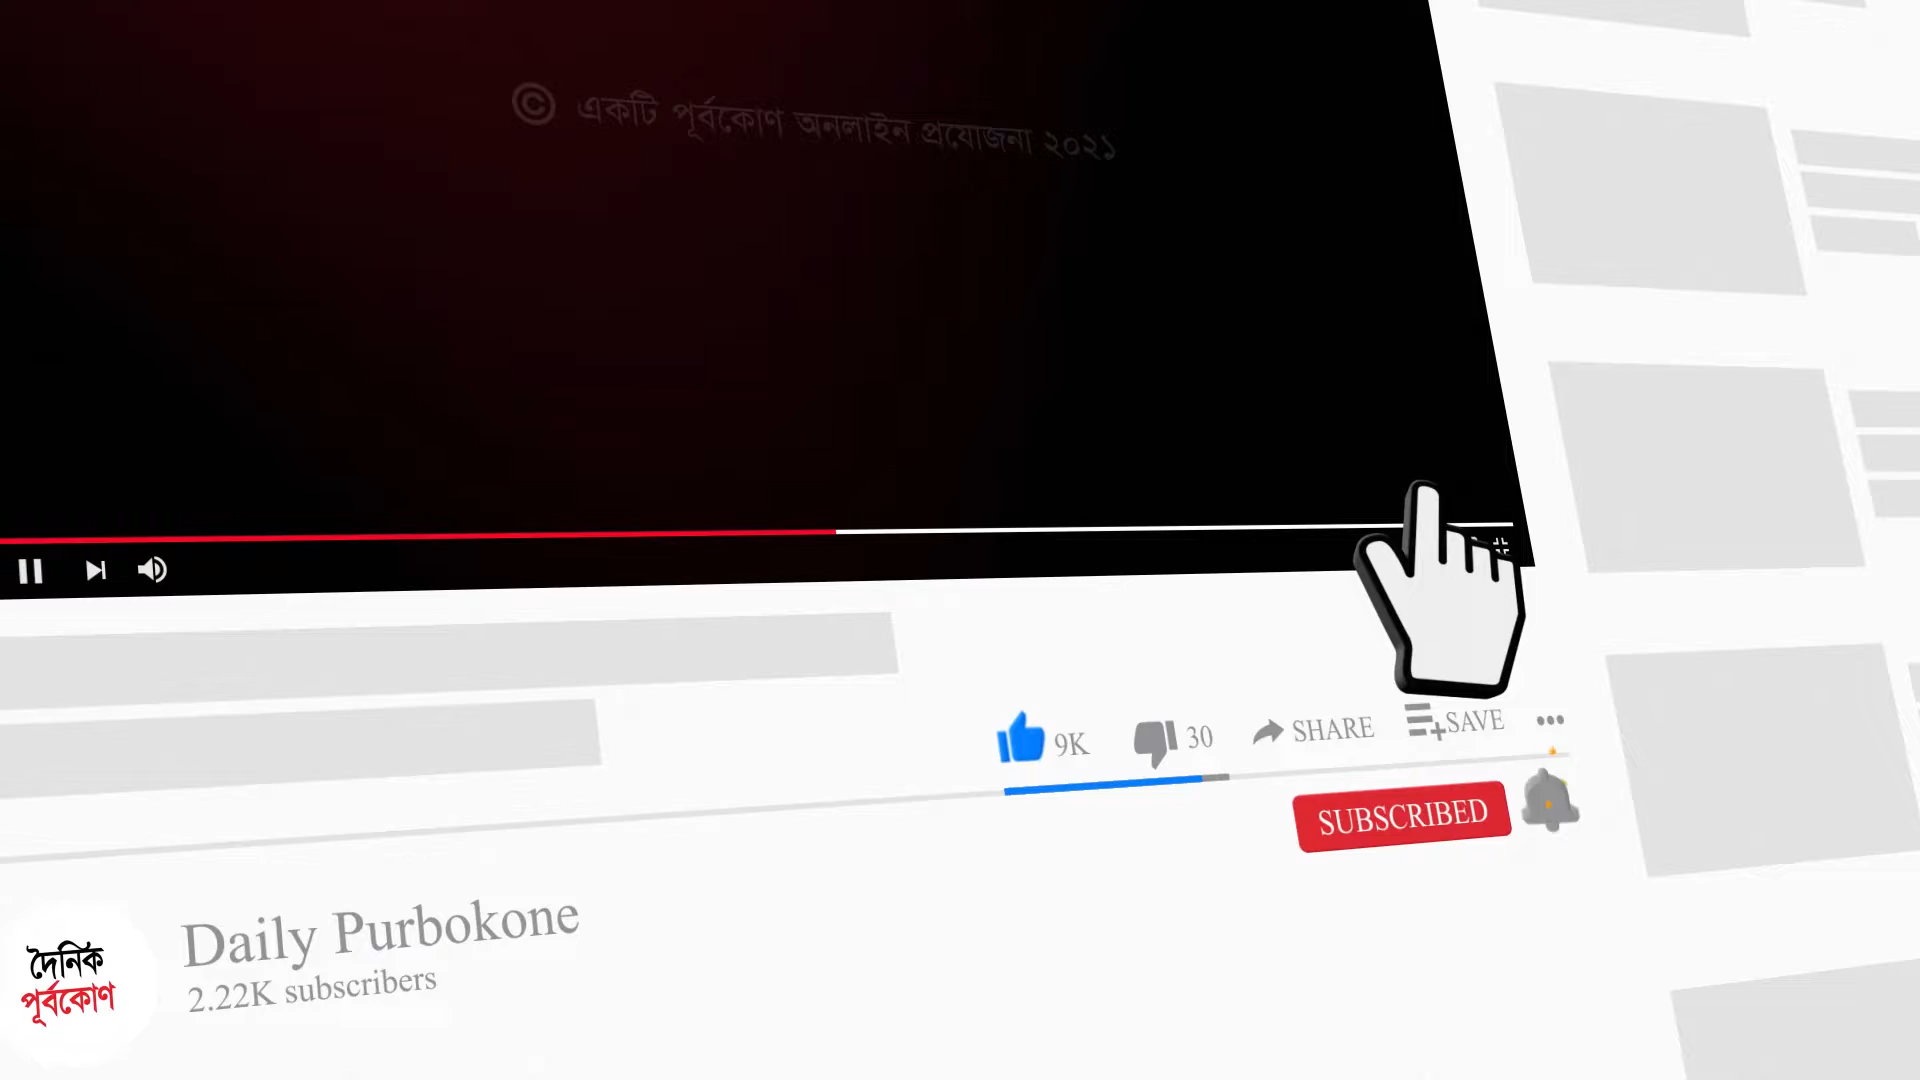 © একটি পূর্বকোণ অনলাইন প্রযোজনা ২০২১
9K
30
SHARE
SAVE
SUBSCRIBED
Daily Purbokone
2.22K subscribers
দৈনিক
পূর্বকোণ